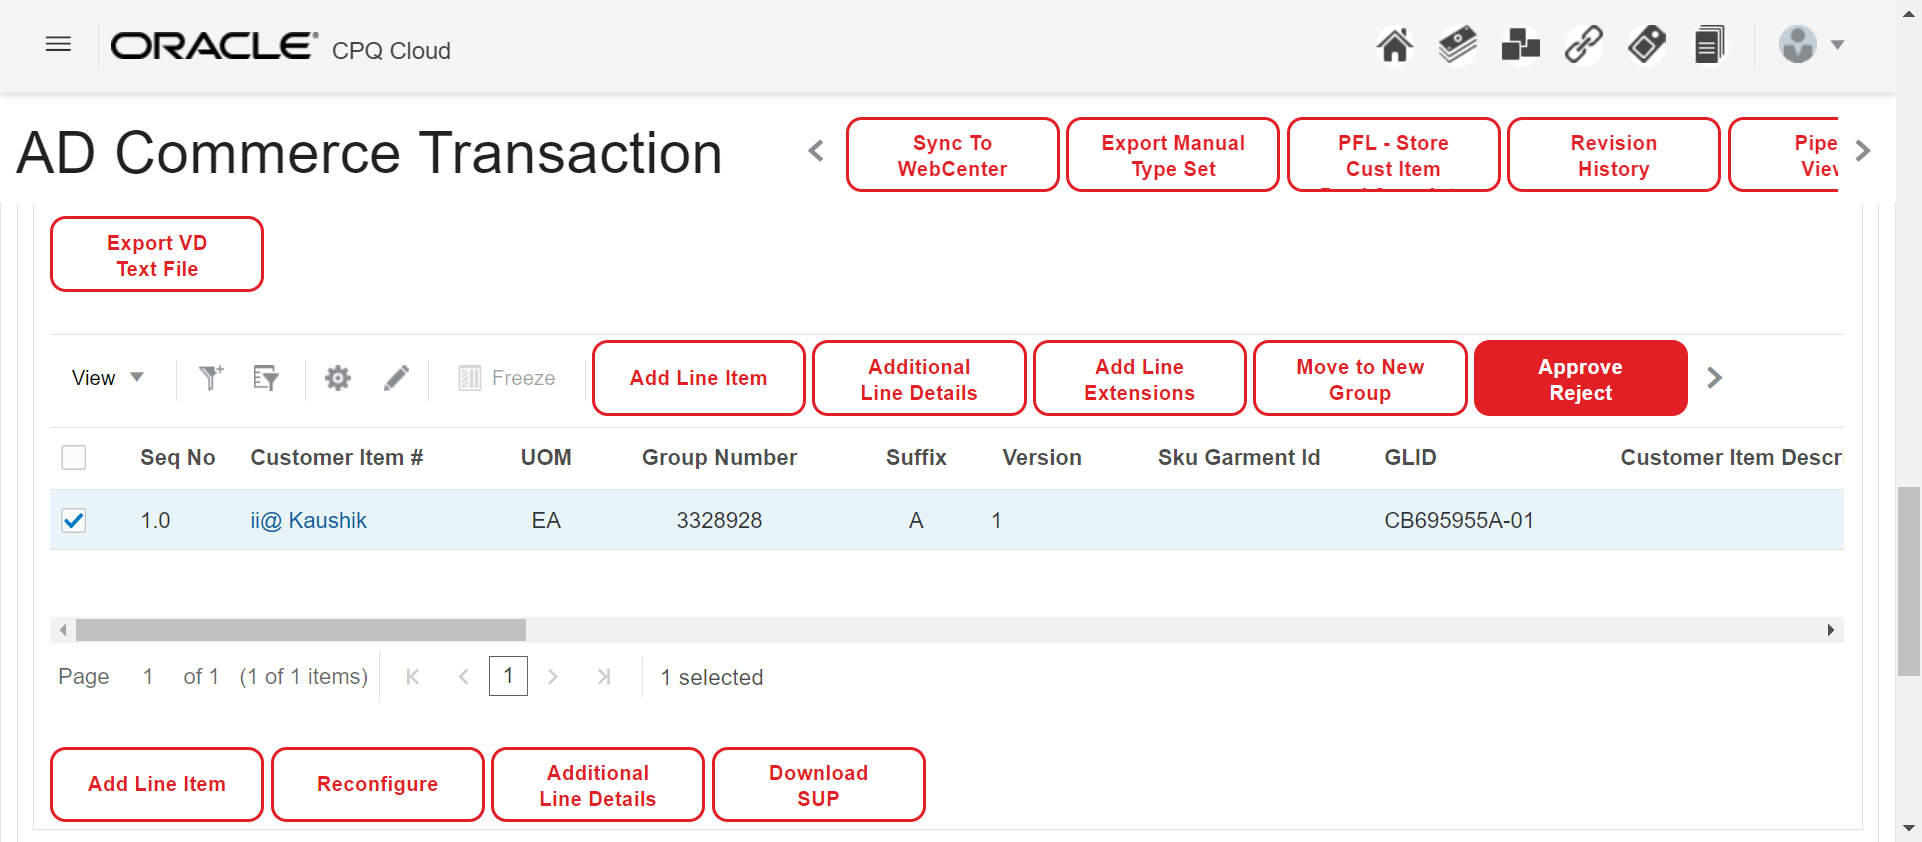 ORACLE CPQ Cloud
AD Commerce Transaction
Sync To
WebCenter
Export Manual
Type Set
PFL - Store
Cust Item
Revision
History
Pipe
View
Export VD
Text File
View
Freeze
Add Line Item
Additional
Line Details
Add Line
Extensions
Move to New
Group
Approve
Reject
Seq No Customer Item # UOM Group Number Suffix Version Sku Garment Id GLID Customer Item Descri
1.0 ii@ Kaushik EA 3328928 A 1 CB695955A-01
Page 1 of 1 (1 of 1 items) 1 1 selected
Add Line Item
Reconfigure
Additional
Line Details
Download
SUP